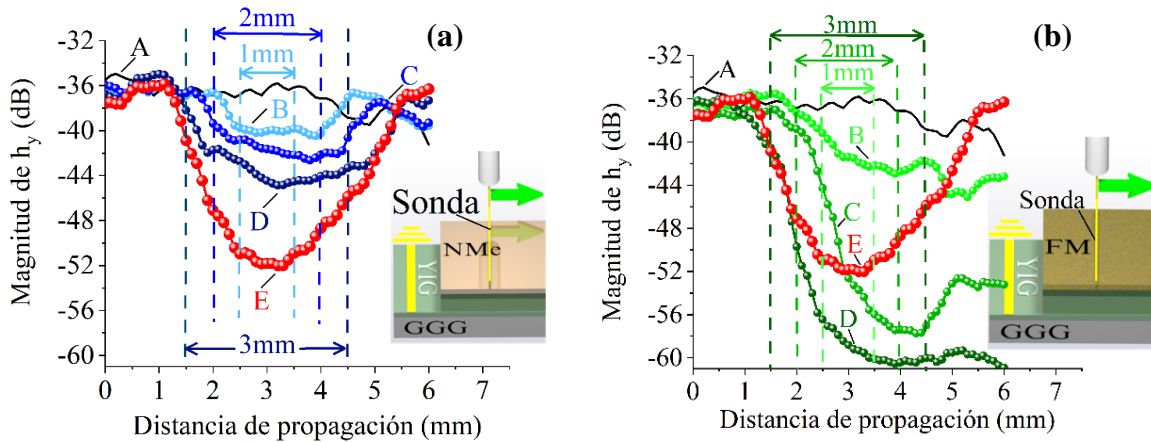 (a)
2mm
1mm
3mm
A
B
C
D
E
-32
-36
-40
-44
-48
-52
-56
-60
Magnitud de h_y (dB)
0 1 2 3 4 5 6 7
Distancia de propagación (mm)
Sonda
NMe
YIG
GGG
(b)
3mm
2mm
1mm
A
B
C
E
D
-32
-36
-40
-44
-48
-52
-56
-60
Magnitud de h_y (dB)
0 1 2 3 4 5 6 7
Distancia de propagación (mm)
Sonda
FM
YIG
GGG